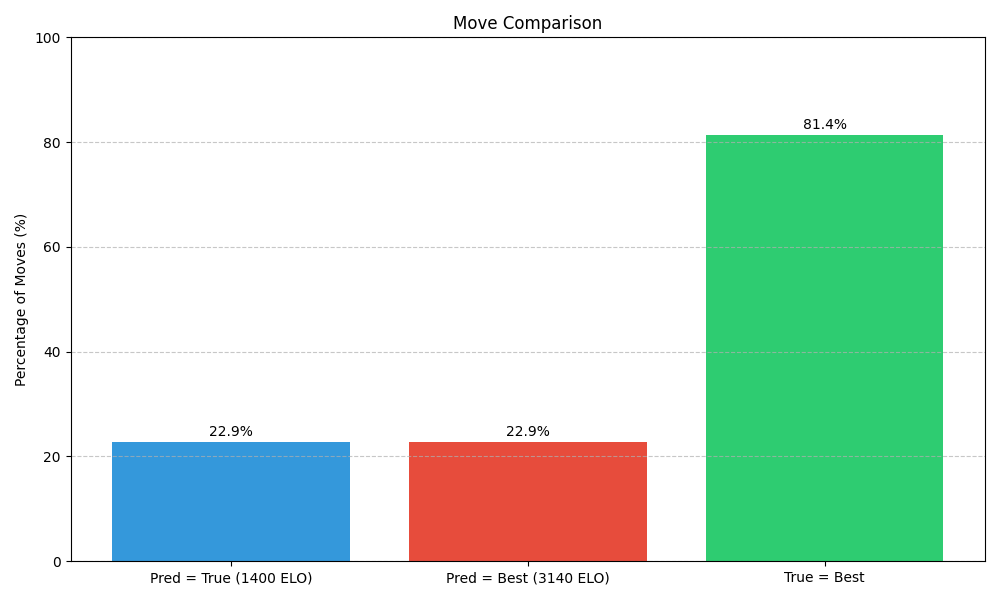 Move Comparison
Percentage of Moves (%)
100
80
60
40
20
0
22.9%
22.9%
81.4%
Pred = True (1400 ELO)
Pred = Best (3140 ELO)
True = Best